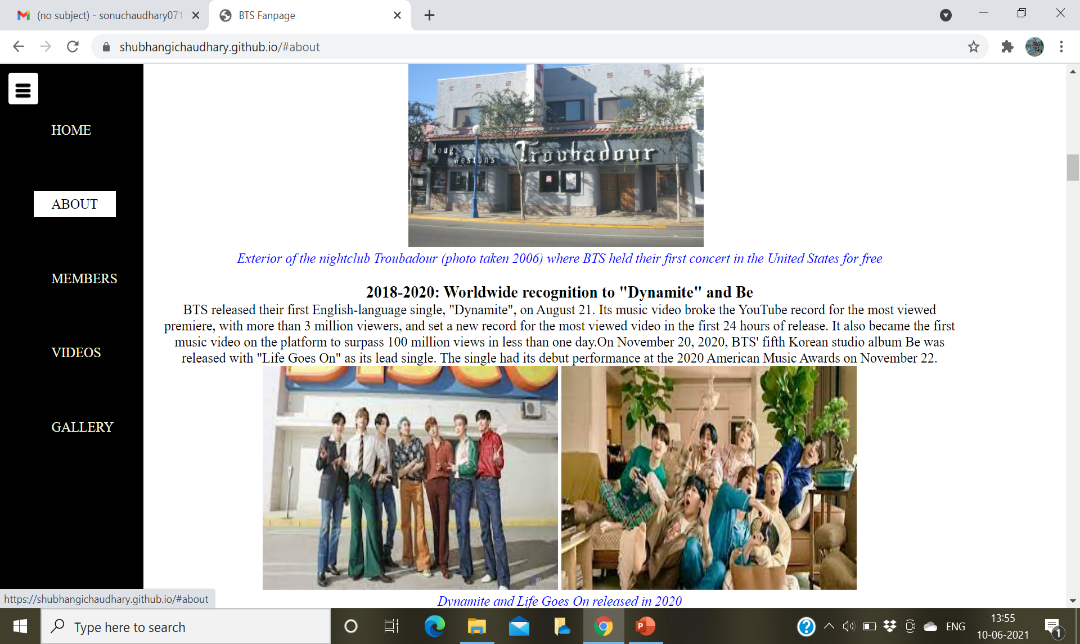 (no subject) - sonuchaudhary071
BTS Fanpage
shubhangichaudhary.github.io/#about
HOME
ABOUT
MEMBERS
VIDEOS
GALLERY
Doug Weston's Troubadour
Exterior of the nightclub Troubadour (photo taken 2006) where BTS held their first concert in the United States for free
2018-2020: Worldwide recognition to "Dynamite" and Be
BTS released their first English-language single, "Dynamite", on August 21. Its music video broke the YouTube record for the most viewed
premiere, with more than 3 million viewers, and set a new record for the most viewed video in the first 24 hours of release. It also became the first
music video on the platform to surpass 100 million views in less than one day.On November 20, 2020, BTS' fifth Korean studio album Be was
released with "Life Goes On" as its lead single. The single had its debut performance at the 2020 American Music Awards on November 22.
Dynamite and Life Goes On released in 2020
https://shubhangichaudhary.github.io/#about
Type here to search
ENG
13:55
10-06-2021
1